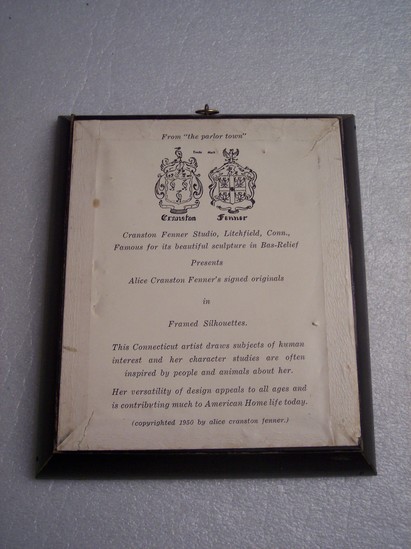 From "the parlor town"
Trade Mark
Cranston Fenner
Cranston Fenner Studio, Litchfield, Conn.,
Famous for its beautiful sculpture in Bas-Relief
Presents
Alice Cranston Fenner's signed originals
in
Framed Silhouettes.
This Connecticut artist draws subjects of human
interest and her character studies are often
inspired by people and animals about her.
Her versatility of design appeals to all ages and
is contribvting much to American Home life today.
(copyrighted 1950 by alice cranston fenner.)